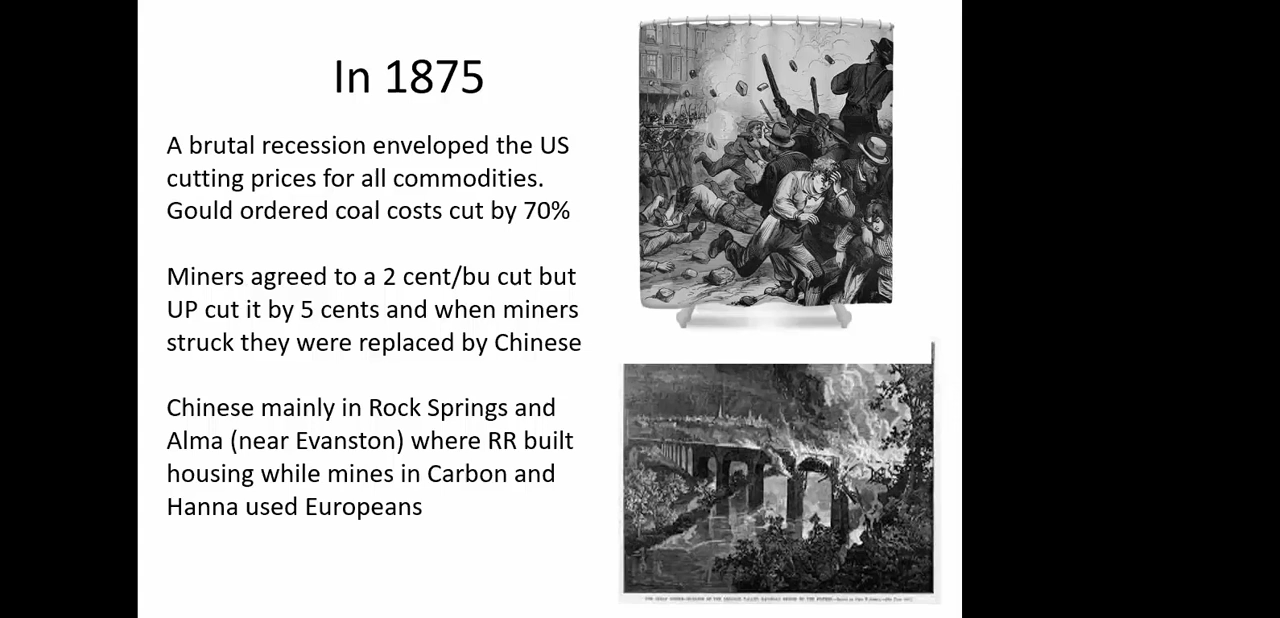 In 1875
A brutal recession enveloped the US
cutting prices for all commodities.
Gould ordered coal costs cut by 70%
Miners agreed to a 2 cent/bu cut but
UP cut it by 5 cents and when miners
struck they were replaced by Chinese
Chinese mainly in Rock Springs and
Alma (near Evanston) where RR built
housing while mines in Carbon and
Hanna used Europeans